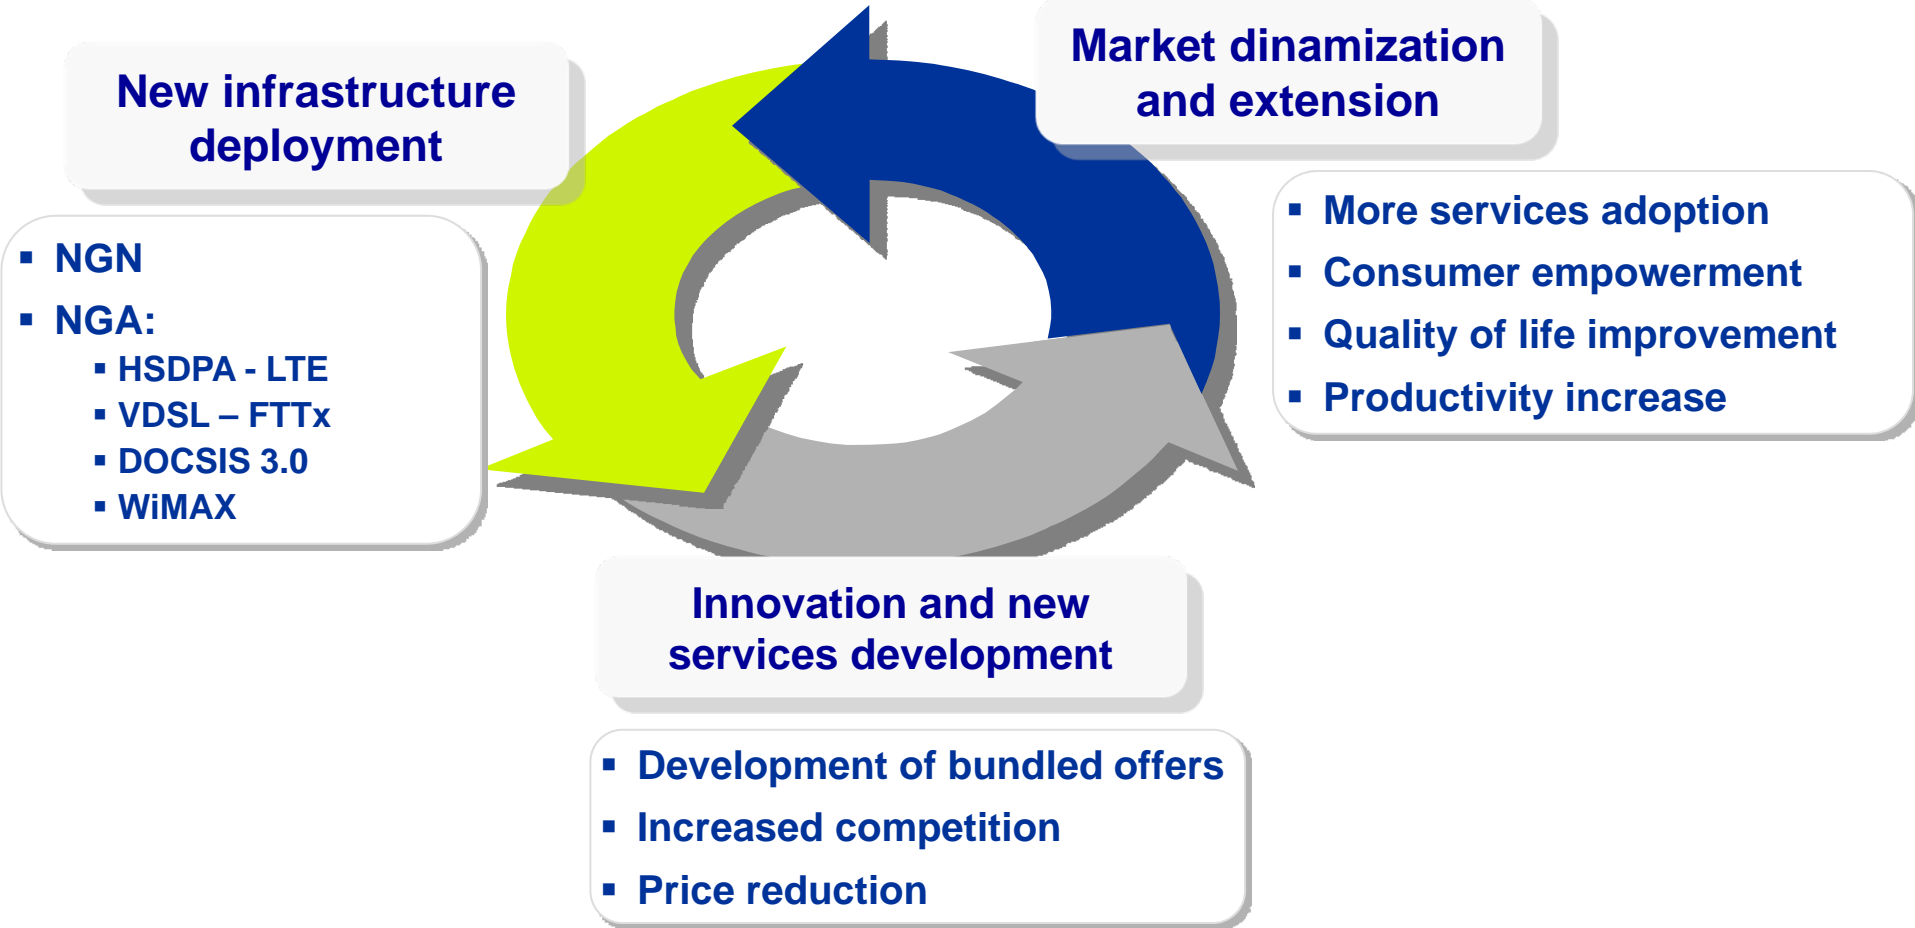 New infrastructure
deployment
▪ NGN
▪ NGA:
▪ HSDPA - LTE
▪ VDSL – FTTx
▪ DOCSIS 3.0
▪ WiMAX
Market dinamization
and extension
▪ More services adoption
▪ Consumer empowerment
▪ Quality of life improvement
▪ Productivity increase
Innovation and new
services development
▪ Development of bundled offers
▪ Increased competition
▪ Price reduction